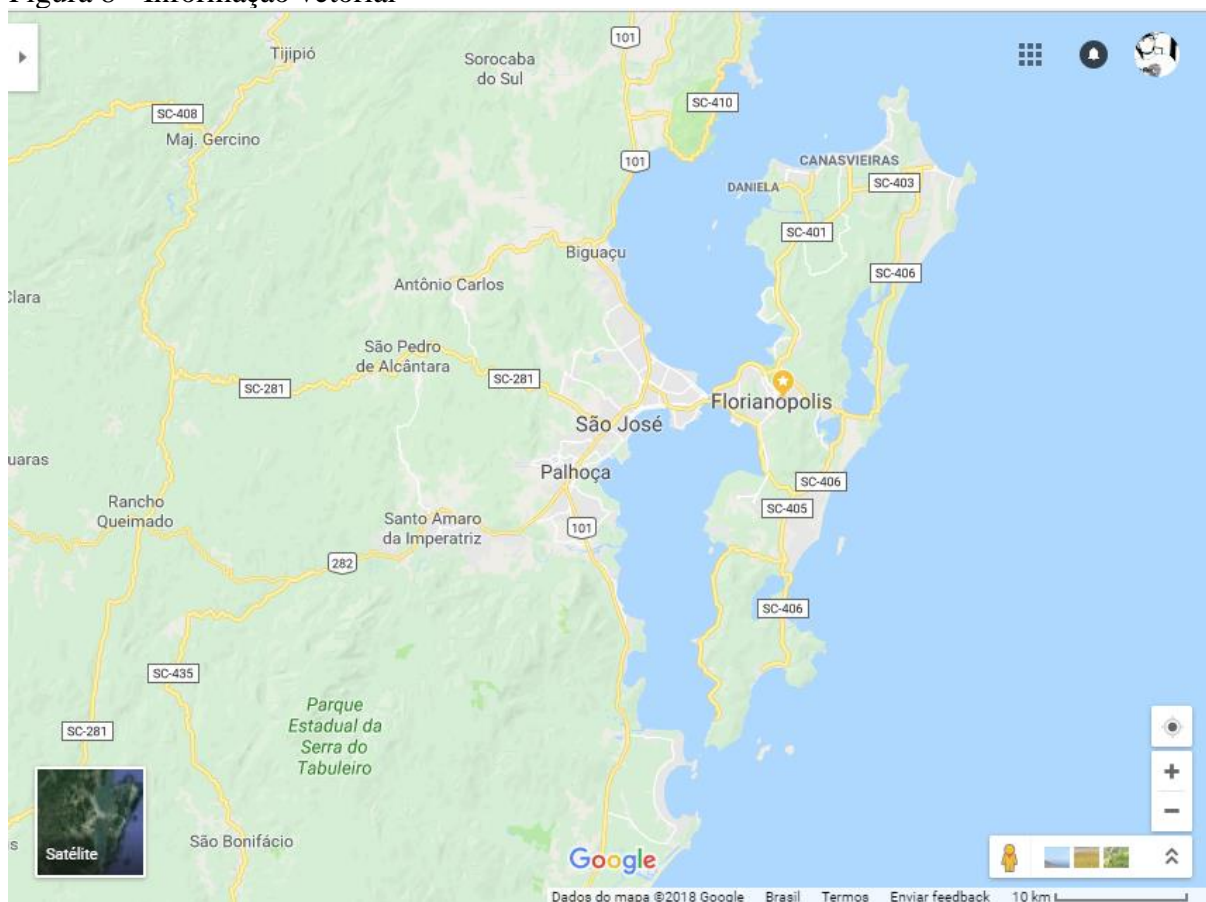 Figura 8 - Informação vetorial
101
Tijipió
Sorocaba
do Sul
SC-410
SC-408
Maj. Gercino
101
CANASVIEIRAS
SC-403
DANIELA
SC-401
Biguaçu
SC-406
Antônio Carlos
Clara
São Pedro
de Alcântara
SC-281
SC-281
Florianópolis
São José
uaras
Palhoça
SC-406
Rancho
Queimado
SC-405
Santo Amaro
da Imperatriz
101
282
SC-406
SC-435
Parque
Estadual da
Serra do
Tabuleiro
SC-281
São Bonifácio
s
Satélite
Google
Dados do mapa ©2018 Google Brasil Termos Enviar feedback 10 km